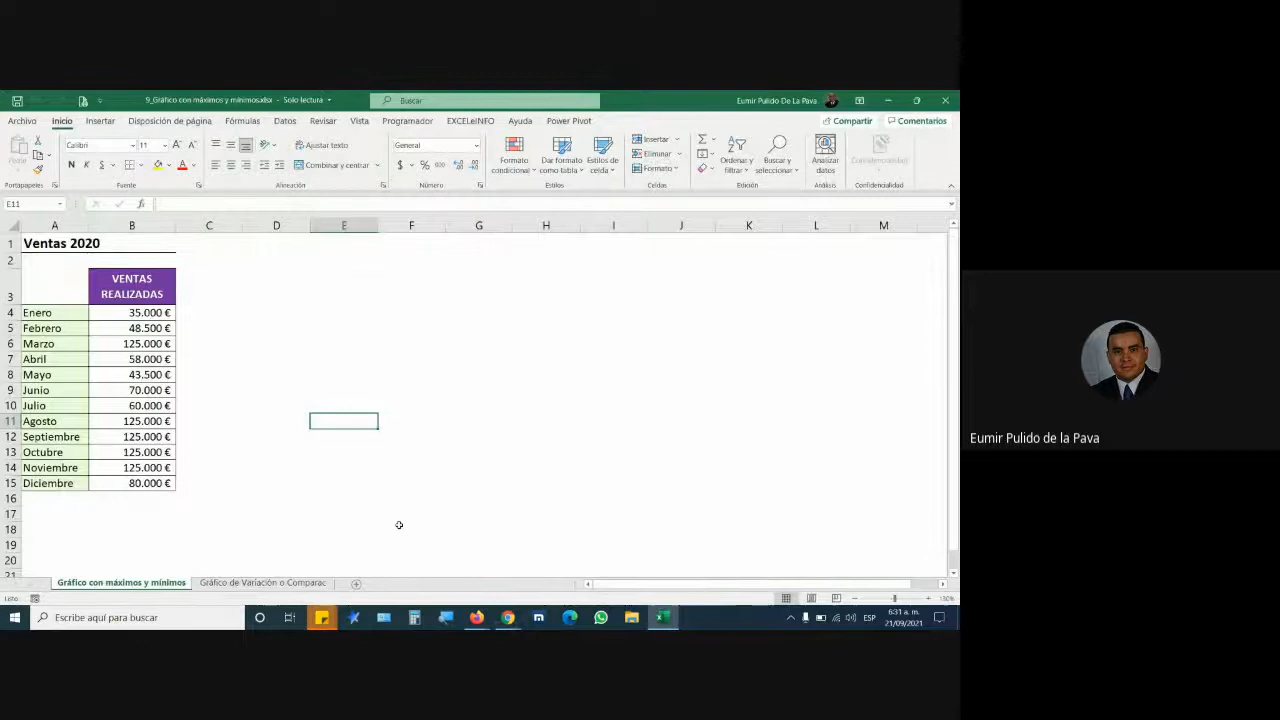 9_Gráfico con máximos y mínimos.xlsx - Solo lectura
Buscar
Eumir Pulido De La Pava
Archivo Inicio Insertar Disposición de página Fórmulas Datos Revisar Vista Programador EXCELeINFO Ayuda Power Pivot Compartir Comentarios
Pegar
Calibri 11
N K S
Ajustar texto
Combinar y centrar
General
$ % 000
Formato condicional
Dar formato como tabla
Estilos de celda
Insertar
Eliminar
Formato
Ordenar y filtrar
Buscar y seleccionar
Analizar datos
Confidencialidad
Portapapeles Fuente Alineación Número Estilos Celdas Edición Análisis Confidencialidad
E11 fx
A B C D E F G H I J K L M
1 Ventas 2020
2
3 VENTAS REALIZADAS
4 Enero 35.000 €
5 Febrero 48.500 €
6 Marzo 125.000 €
7 Abril 58.000 €
8 Mayo 43.500 €
9 Junio 70.000 €
10 Julio 60.000 €
11 Agosto 125.000 €
12 Septiembre 125.000 €
13 Octubre 125.000 €
14 Noviembre 125.000 €
15 Diciembre 80.000 €
16
17
18
19
20
21
Gráfico con máximos y mínimos Gráfico de Variación o Comparac
Listo 130%
Escribe aquí para buscar
ESP
6:31 a. m.
21/09/2021
Eumir Pulido de la Pava